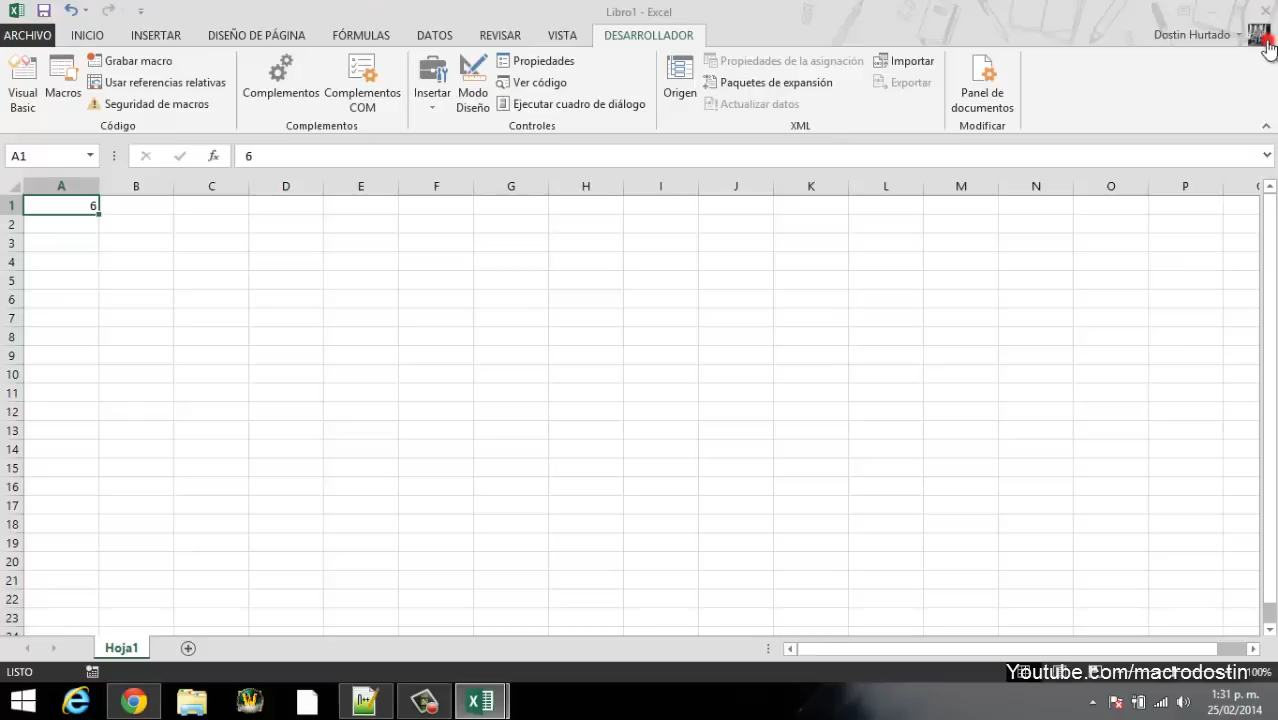 Libro1 - Excel
ARCHIVO INICIO INSERTAR DISEÑO DE PÁGINA FÓRMULAS DATOS REVISAR VISTA DESARROLLADOR Dostin Hurtado
Visual Basic
Macros
Grabar macro
Usar referencias relativas
Seguridad de macros
Código
Complementos
Complementos COM
Complementos
Insertar
Modo Diseño
Propiedades
Ver código
Ejecutar cuadro de diálogo
Controles
Origen
Propiedades de la asignación
Paquetes de expansión
Actualizar datos
Importar
Exportar
XML
Panel de documentos
Modificar
A1 fx 6
A B C D E F G H I J K L M N O P
1 6
2
3
4
5
6
7
8
9
10
11
12
13
14
15
16
17
18
19
20
21
22
23
Hoja1
LISTO 100%
Youtube.com/macrodostin
N++
1:31 p. m.
25/02/2014